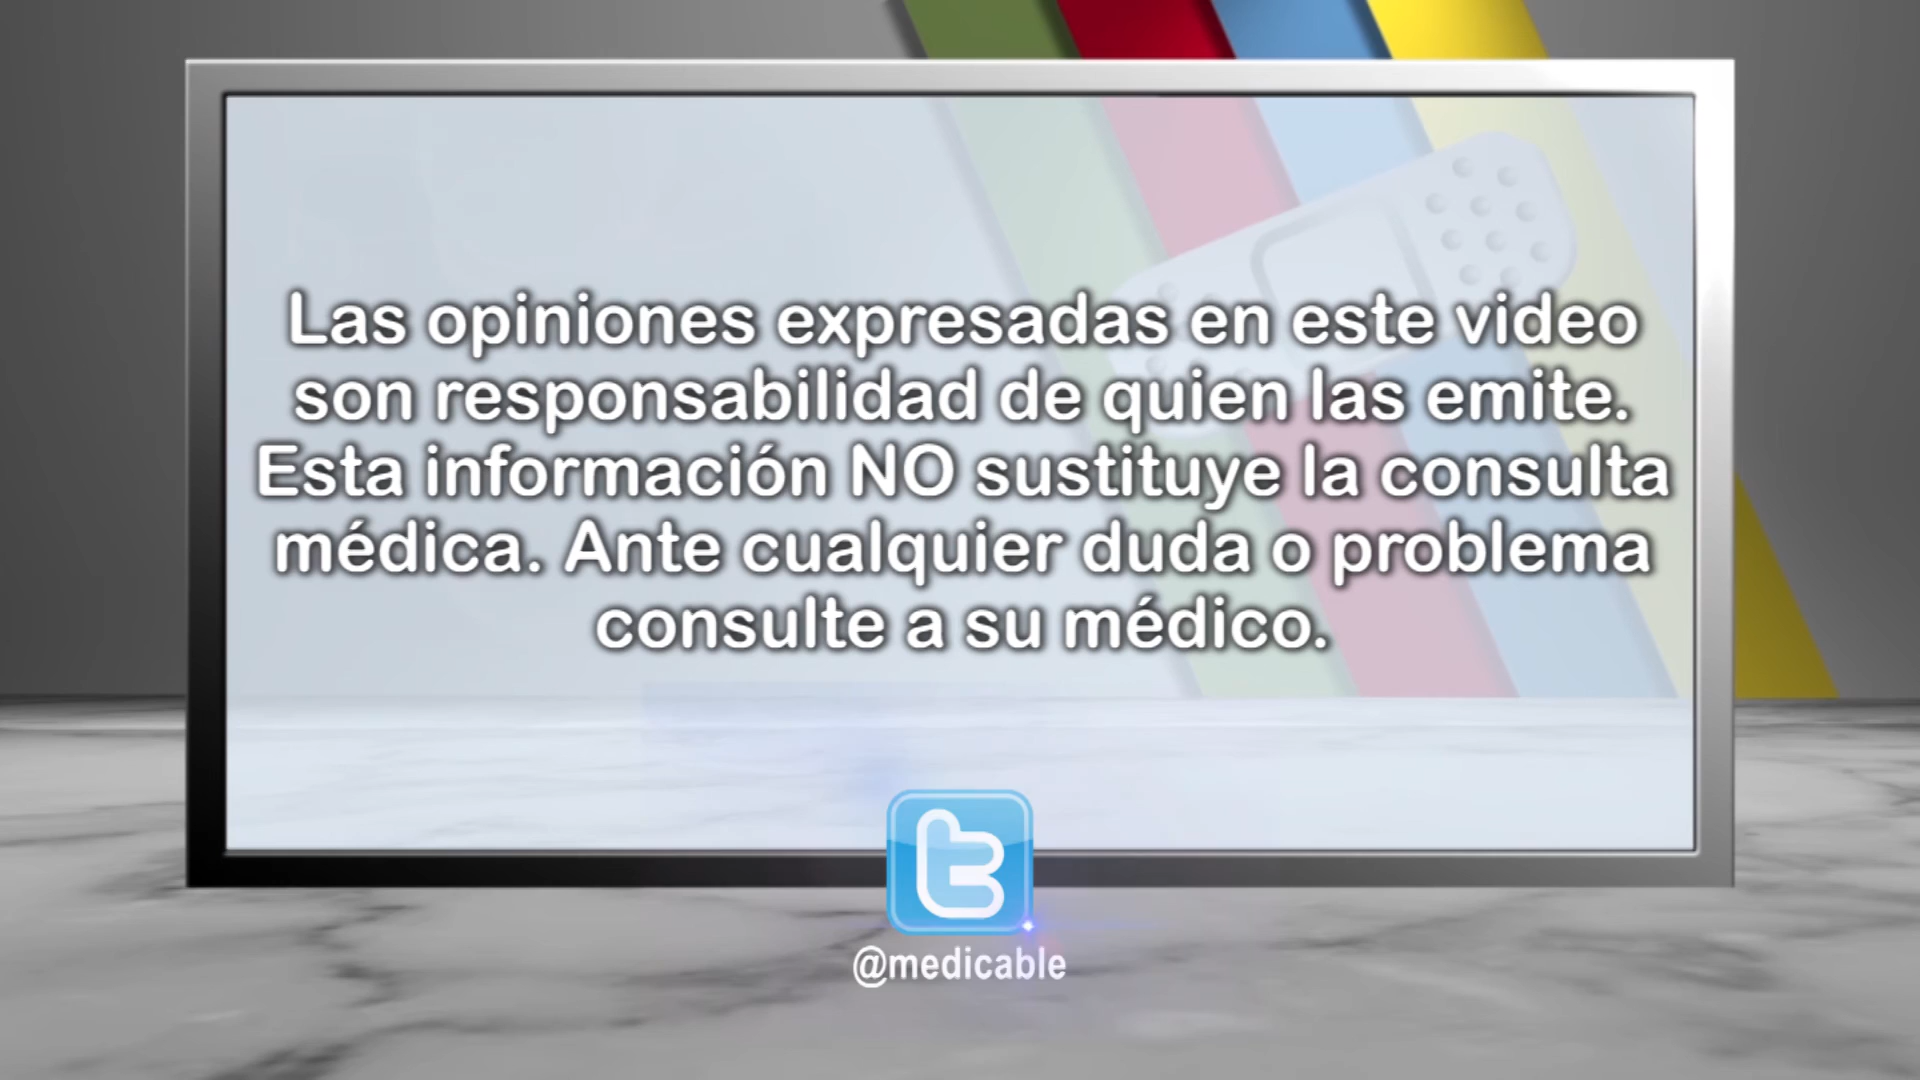 Las opiniones expresadas en este video
son responsabilidad de quien las emite.
Esta información NO sustituye la consulta
médica. Ante cualquier duda o problema
consulte a su médico.
@medicable